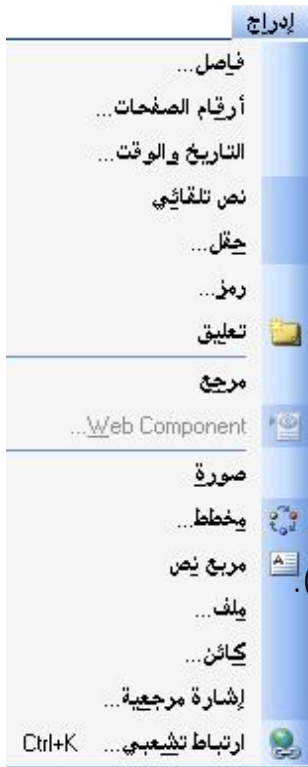 إدراج
فاصل...
أرقام الصفحات...
التاريخ والوقت...
نص تلقائي
حقل...
رمز...
تعليق
مرجع
Web Component...
صورة
مخطط...
مربع نص
ملف...
كائن...
إشارة مرجعية...
ارتباط تشعبي... Ctrl+K